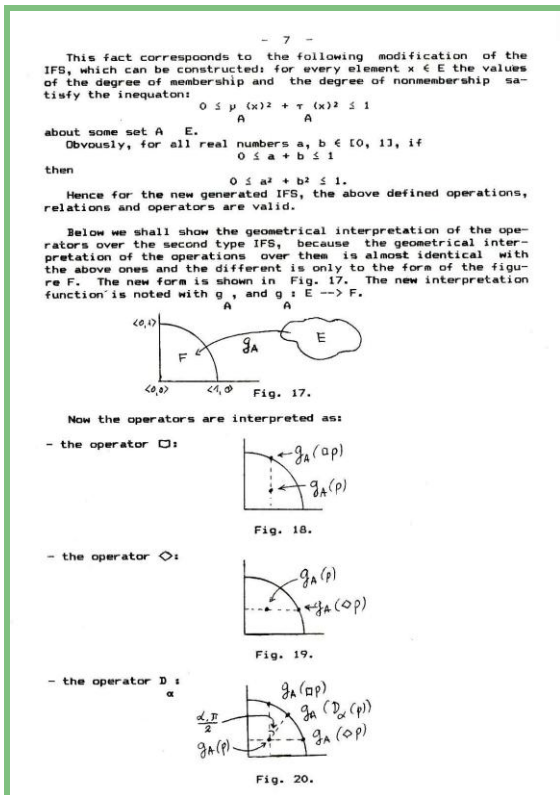 - 7 -
This fact correspoonds to the following modification of the
IFS, which can be constructed: for every element x ∈ E the values
of the degree of membership and the degree of nonmembership sa-
tisfy the inequaton:
0 ≤ μ (x)² + τ (x)² ≤ 1
A A
about some set A E.
Obvously, for all real numbers a, b ∈ [0, 1], if
0 ≤ a + b ≤ 1
then
0 ≤ a² + b² ≤ 1.
Hence for the new generated IFS, the above defined operations,
relations and operators are valid.
Below we shall show the geometrical interpretation of the ope-
rators over the second type IFS, because the geometrical inter-
pretation of the operations over them is almost identical with
the above ones and the different is only to the form of the figu-
re F. The new form is shown in Fig. 17. The new interpretation
function is noted with g , and g : E --> F.
A A
<0,1>
F
gA
E
<0,0> <1,0> Fig. 17.
Now the operators are interpreted as:
- the operator □:
gA(□p)
gA(p)
Fig. 18.
- the operator ◇:
gA(p)
gA(◇p)
Fig. 19.
- the operator D :
α
gA(□p)
α.π/2
gA(Dα(p))
gA(p)
gA(◇p)
Fig. 20.